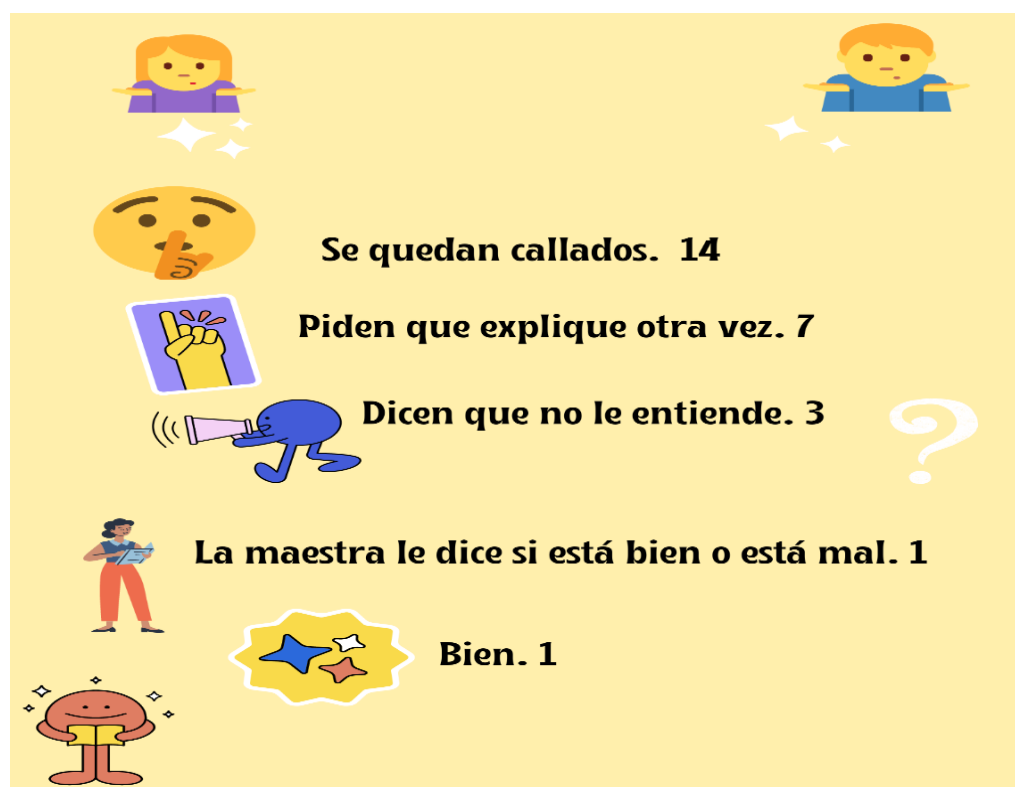 Se quedan callados. 14
Piden que explique otra vez. 7
Dicen que no le entiende. 3
?
La maestra le dice si está bien o está mal. 1
Bien. 1